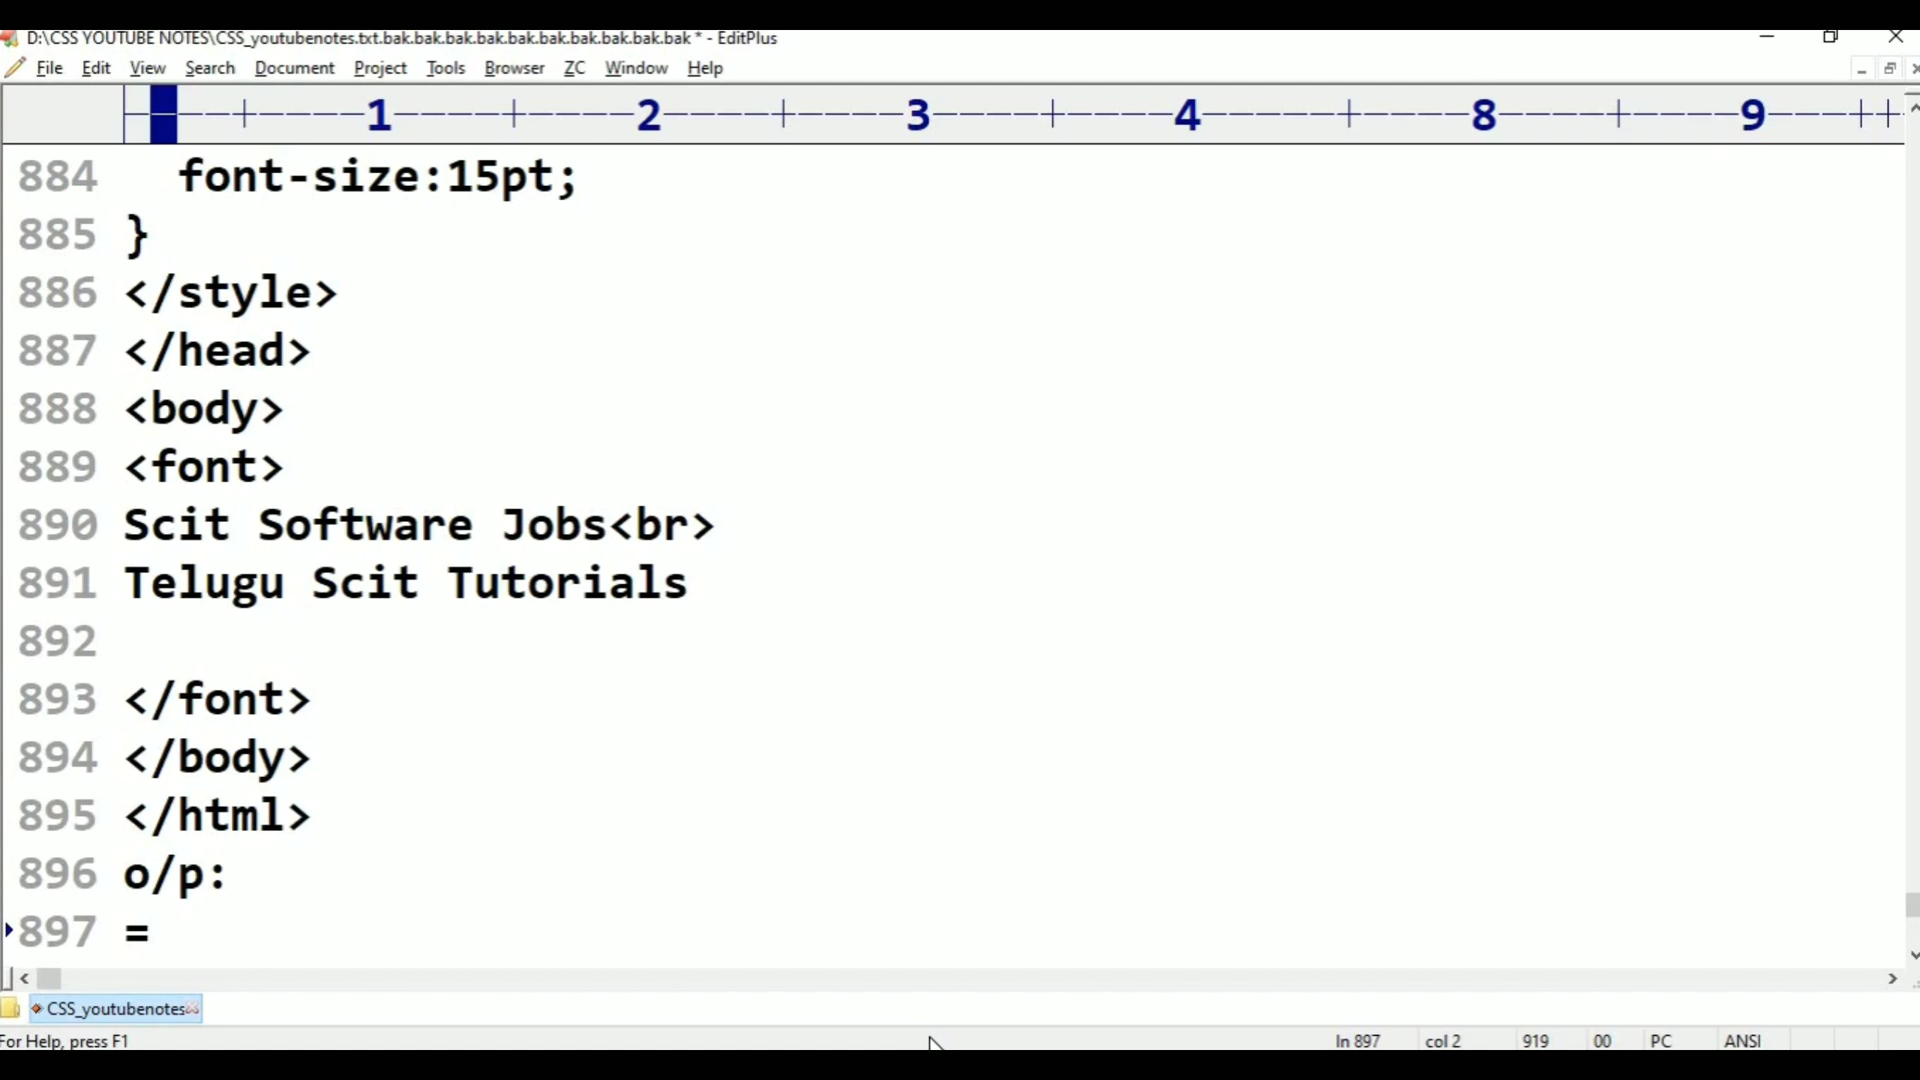 D:\CSS YOUTUBE NOTES\CSS_youtubenotes.txt.bak.bak.bak.bak.bak.bak.bak.bak.bak.bak * - EditPlus
File Edit View Search Document Project Tools Browser ZC Window Help
1 2 3 4 8 9
884 font-size:15pt;
885 }
886 </style>
887 </head>
888 <body>
889 <font>
890 Scit Software Jobs<br>
891 Telugu Scit Tutorials
892
893 </font>
894 </body>
895 </html>
896 o/p:
897 =
CSS_youtubenotes
For Help, press F1 ln 897 col 2 919 00 PC ANSI